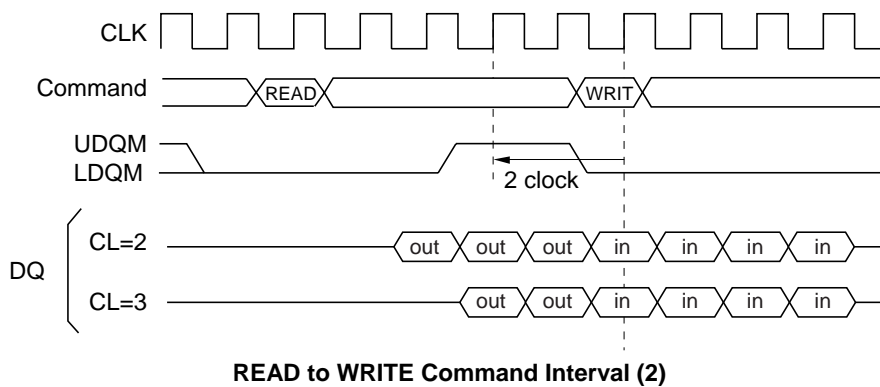 CLK
Command
READ
WRIT
UDQM
LDQM
2 clock
DQ
CL=2
out out out in in in in
CL=3
out out in in in in
READ to WRITE Command Interval (2)